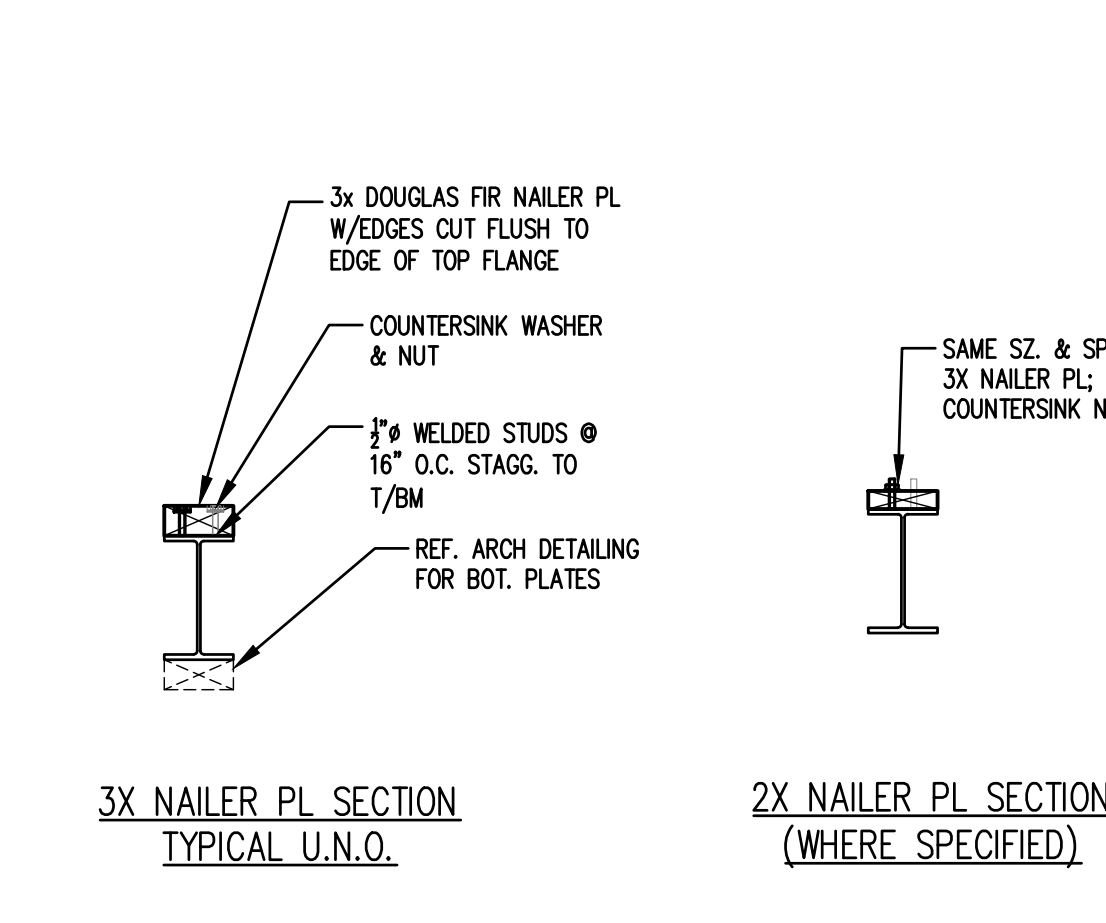 3x DOUGLAS FIR NAILER PL
W/EDGES CUT FLUSH TO
EDGE OF TOP FLANGE
COUNTERSINK WASHER
& NUT
½"ø WELDED STUDS @
16" O.C. STAGG. TO
T/BM
REF. ARCH DETAILING
FOR BOT. PLATES
3X NAILER PL SECTION
TYPICAL U.N.O.
SAME SZ. & SP
3X NAILER PL;
COUNTERSINK N
2X NAILER PL SECTION
(WHERE SPECIFIED)